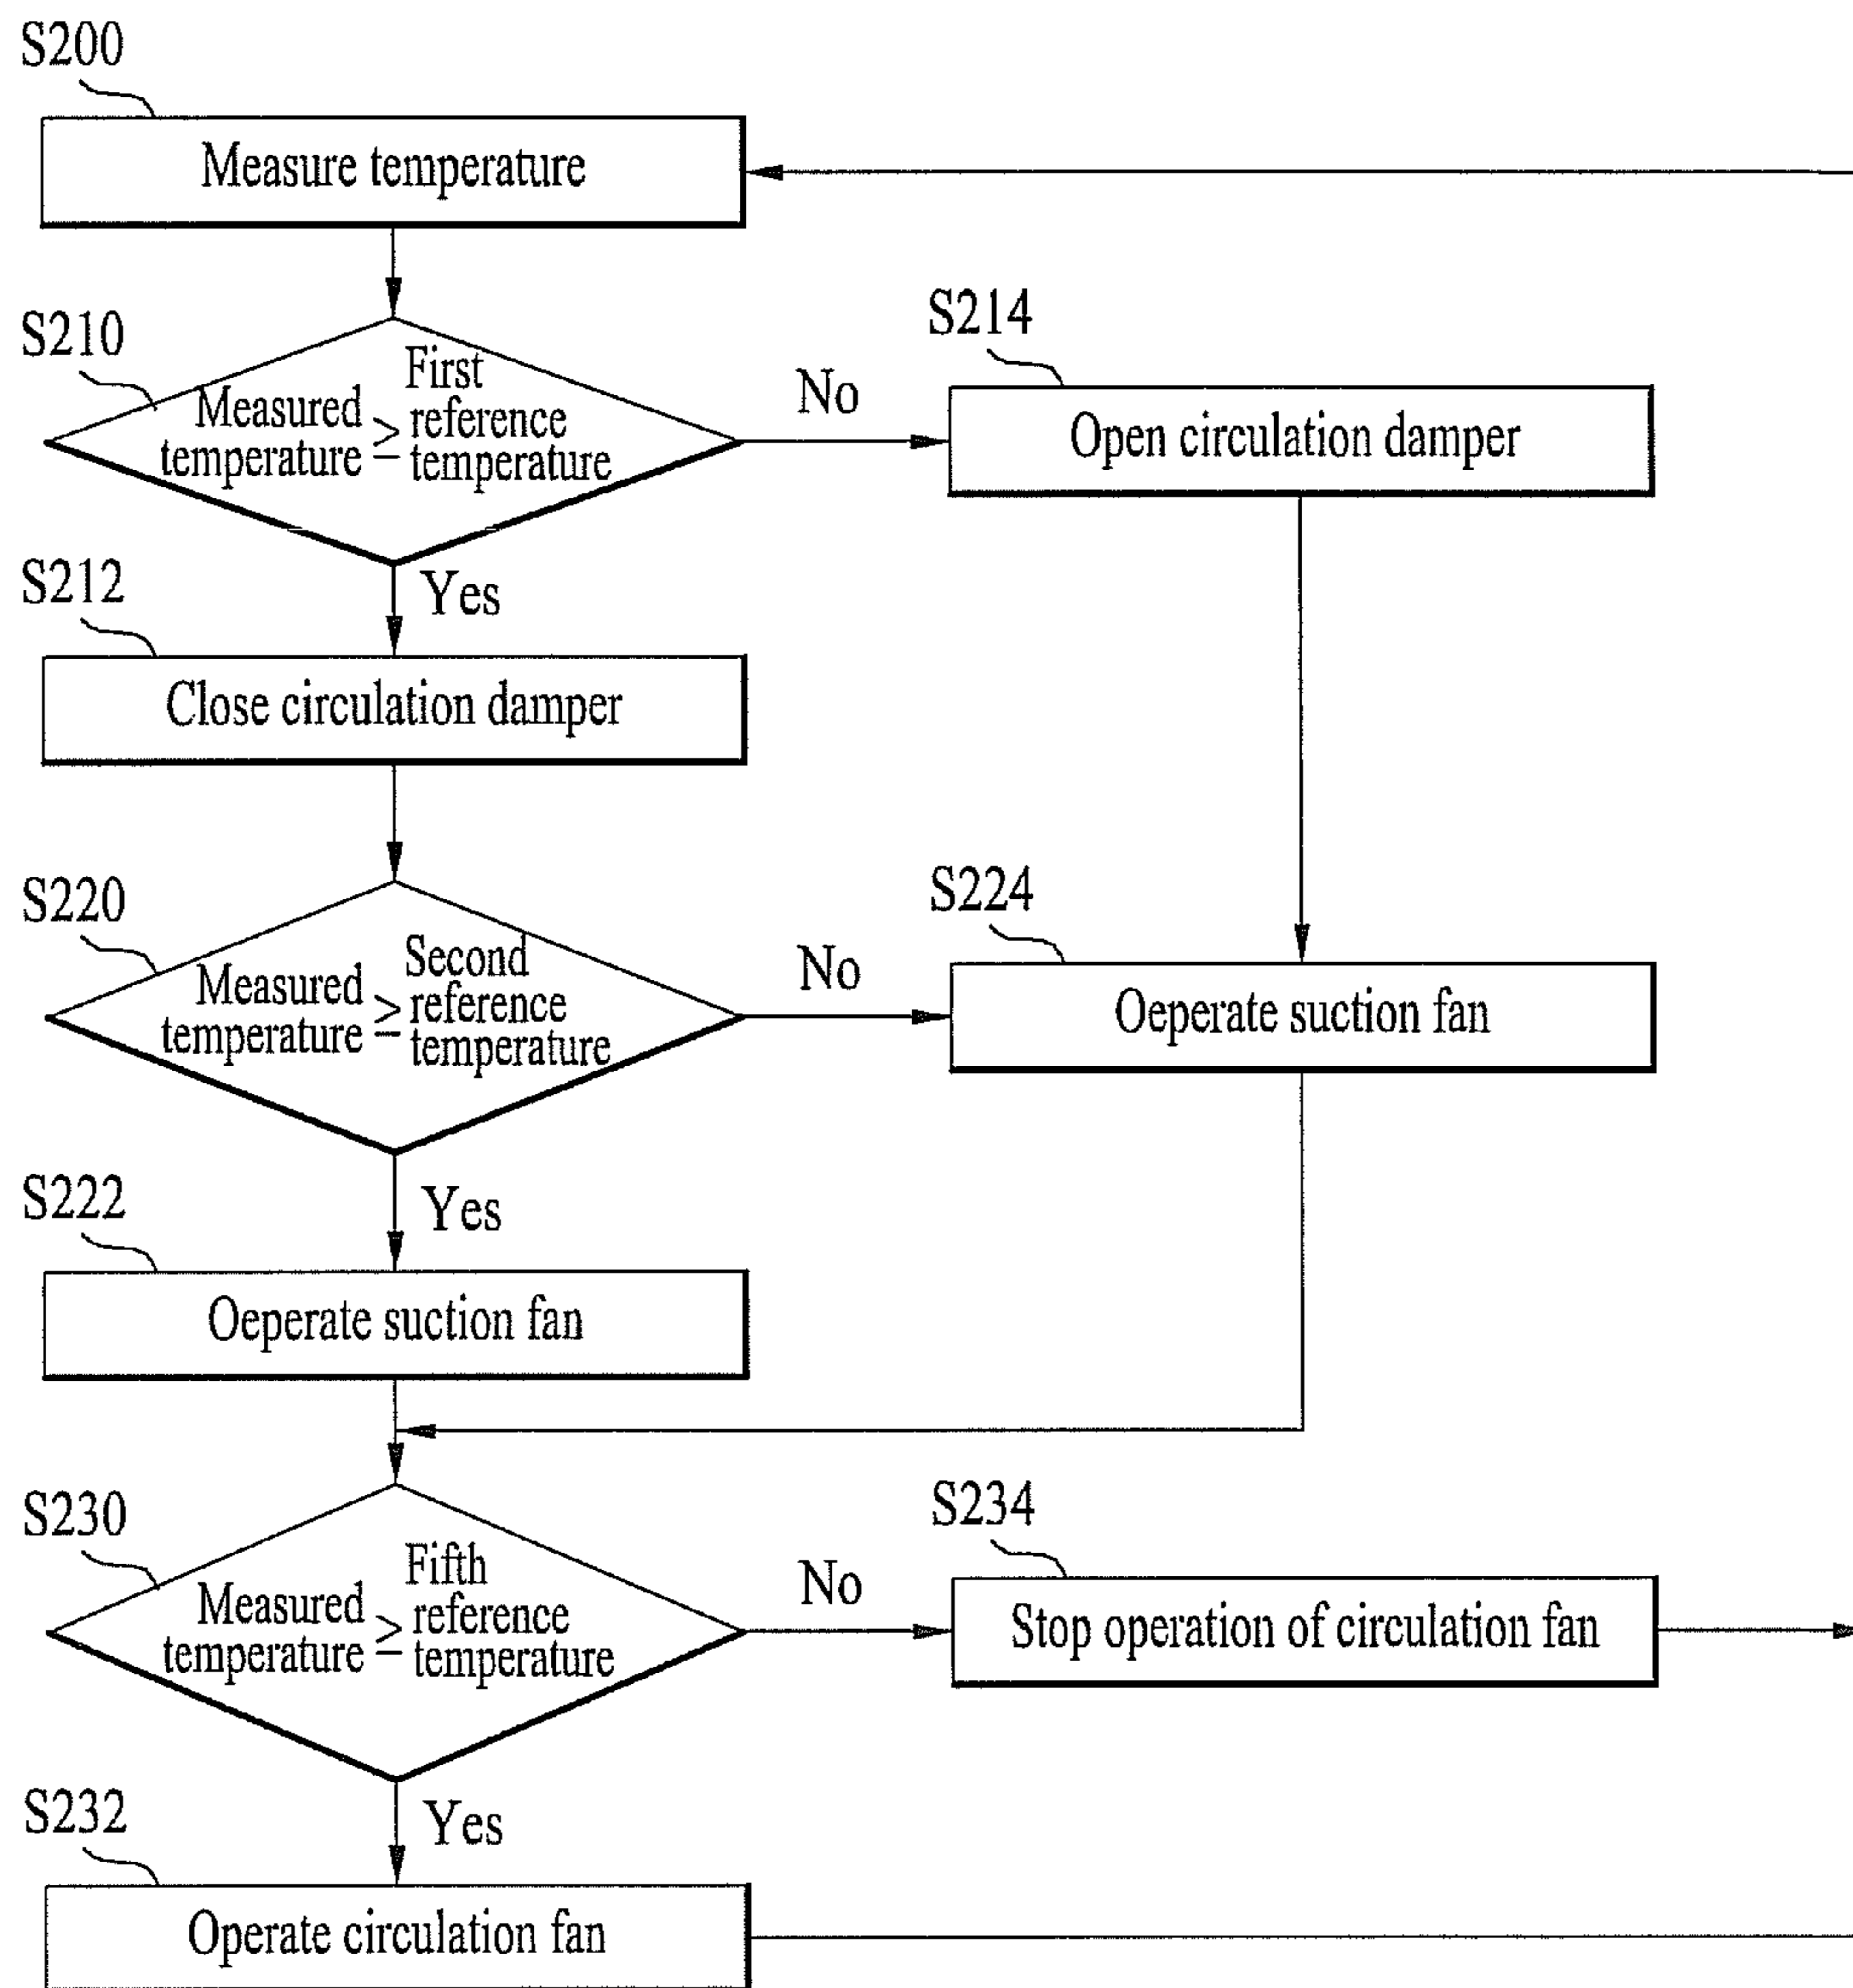 S200
Measure temperature
S210
First
Measured ≥ reference
temperature temperature
No
S214
Open circulation damper
Yes
S212
Close circulation damper
S220
Second
Measured ≥ reference
temperature temperature
No
S224
Oeperate suction fan
Yes
S222
Oeperate suction fan
S230
Fifth
Measured ≥ reference
temperature temperature
No
S234
Stop operation of circulation fan
Yes
S232
Operate circulation fan